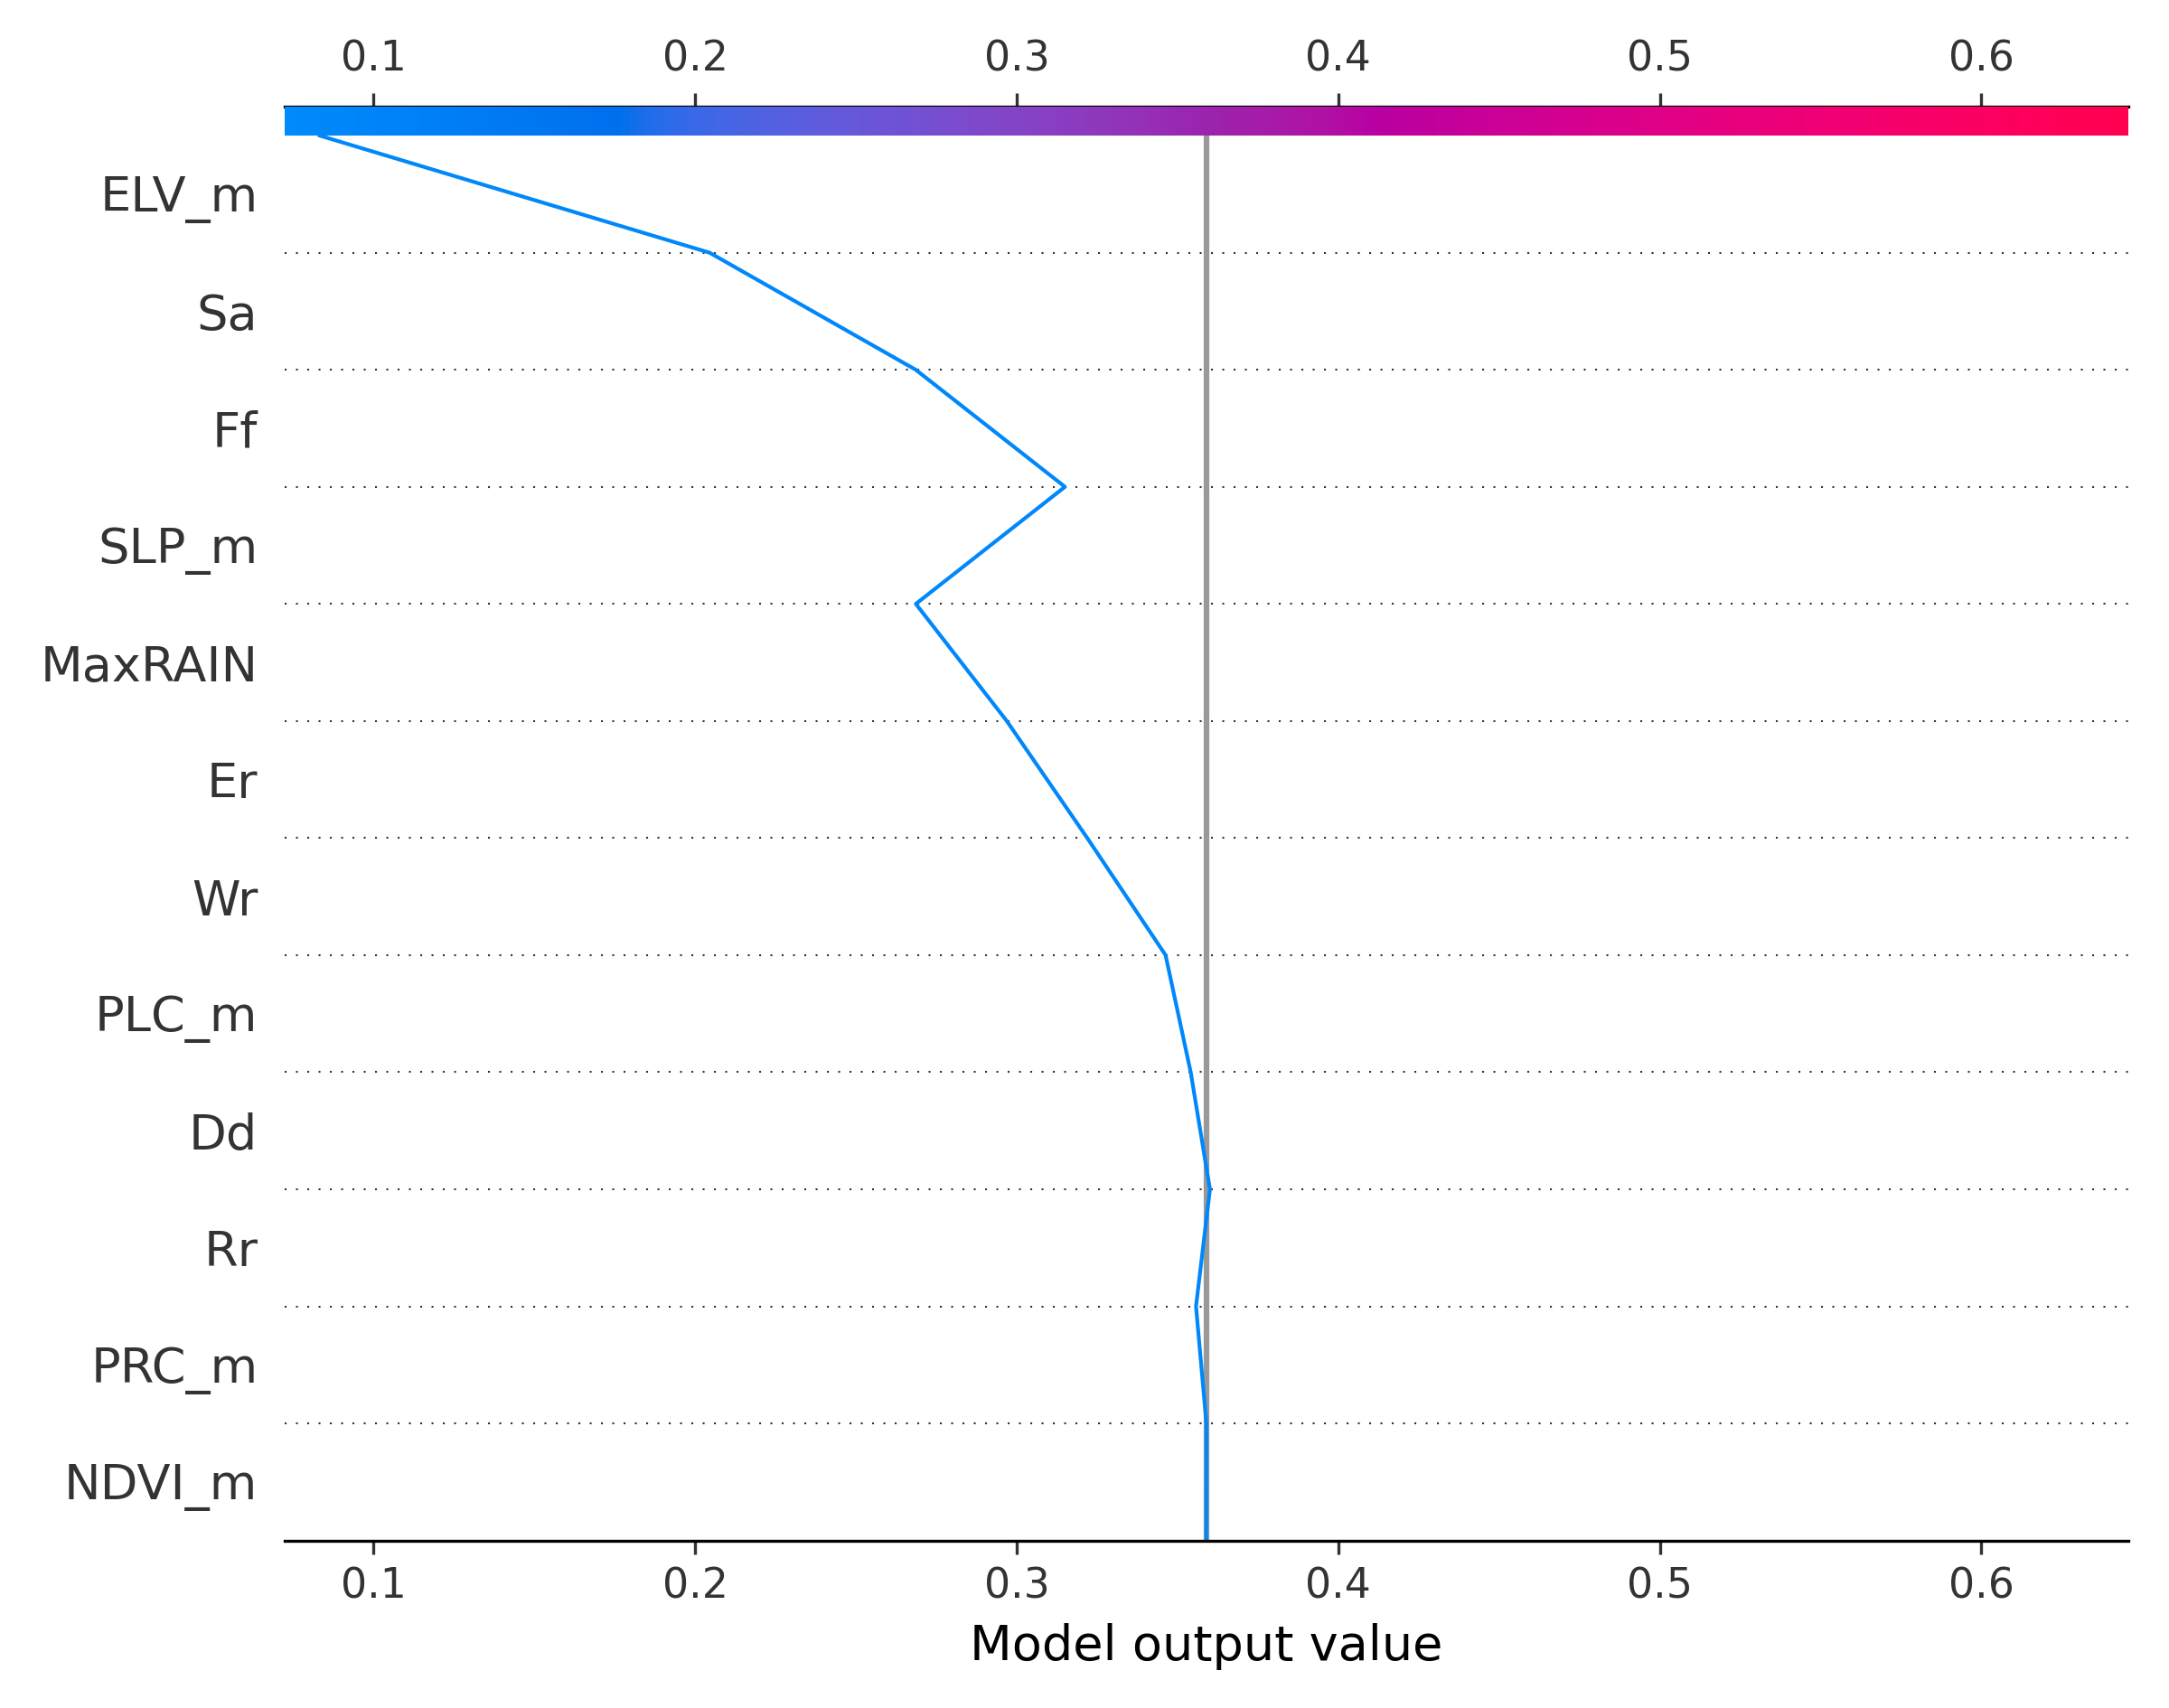 0.1 0.2 0.3 0.4 0.5 0.6
ELV_m
Sa
Ff
SLP_m
MaxRAIN
Er
Wr
PLC_m
Dd
Rr
PRC_m
NDVI_m
0.1 0.2 0.3 0.4 0.5 0.6
Model output value